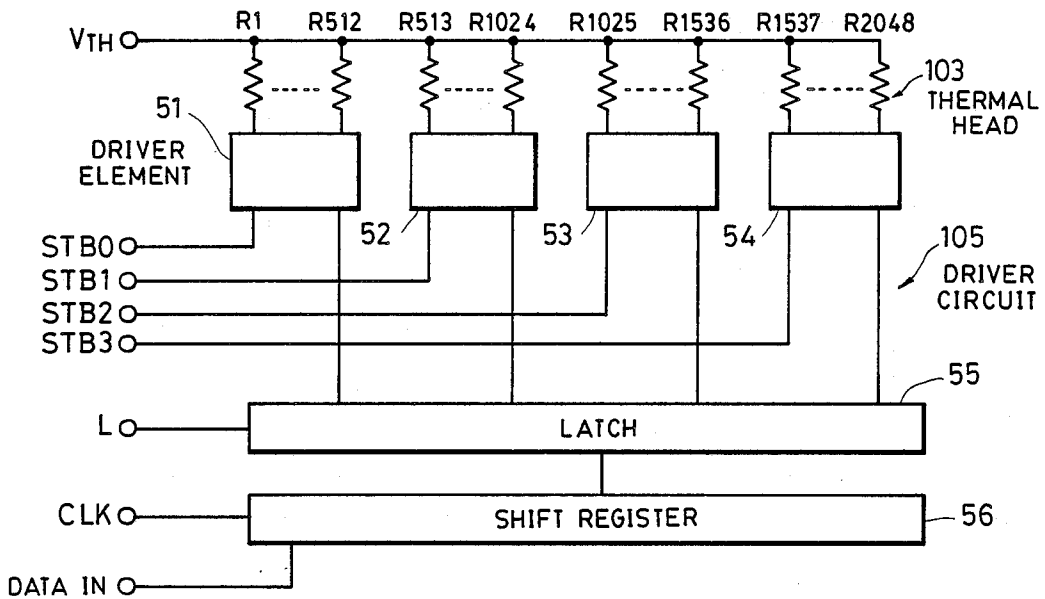 R1 R512 R513 R1024 R1025 R1536 R1537 R2048
VTH
103
THERMAL
HEAD
51
DRIVER
ELEMENT
52 53 54
STB0
STB1
STB2
STB3
105
DRIVER
CIRCUIT
55
L LATCH
CLK SHIFT REGISTER 56
DATA IN